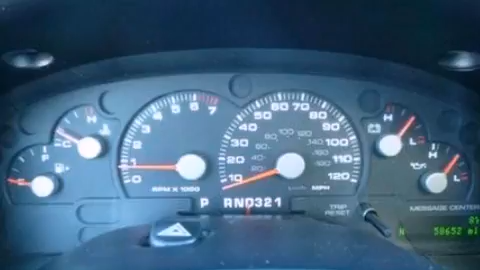 60 70
50 80
40 90
30 100
20 110
10 120
MPH
5 6 7
4
3
2
1
0
RPM X 1000
H
C
F
E
H
L
H
L
P RND321
TRIP
RESET
MESSAGE CENTER
N 58652 mi